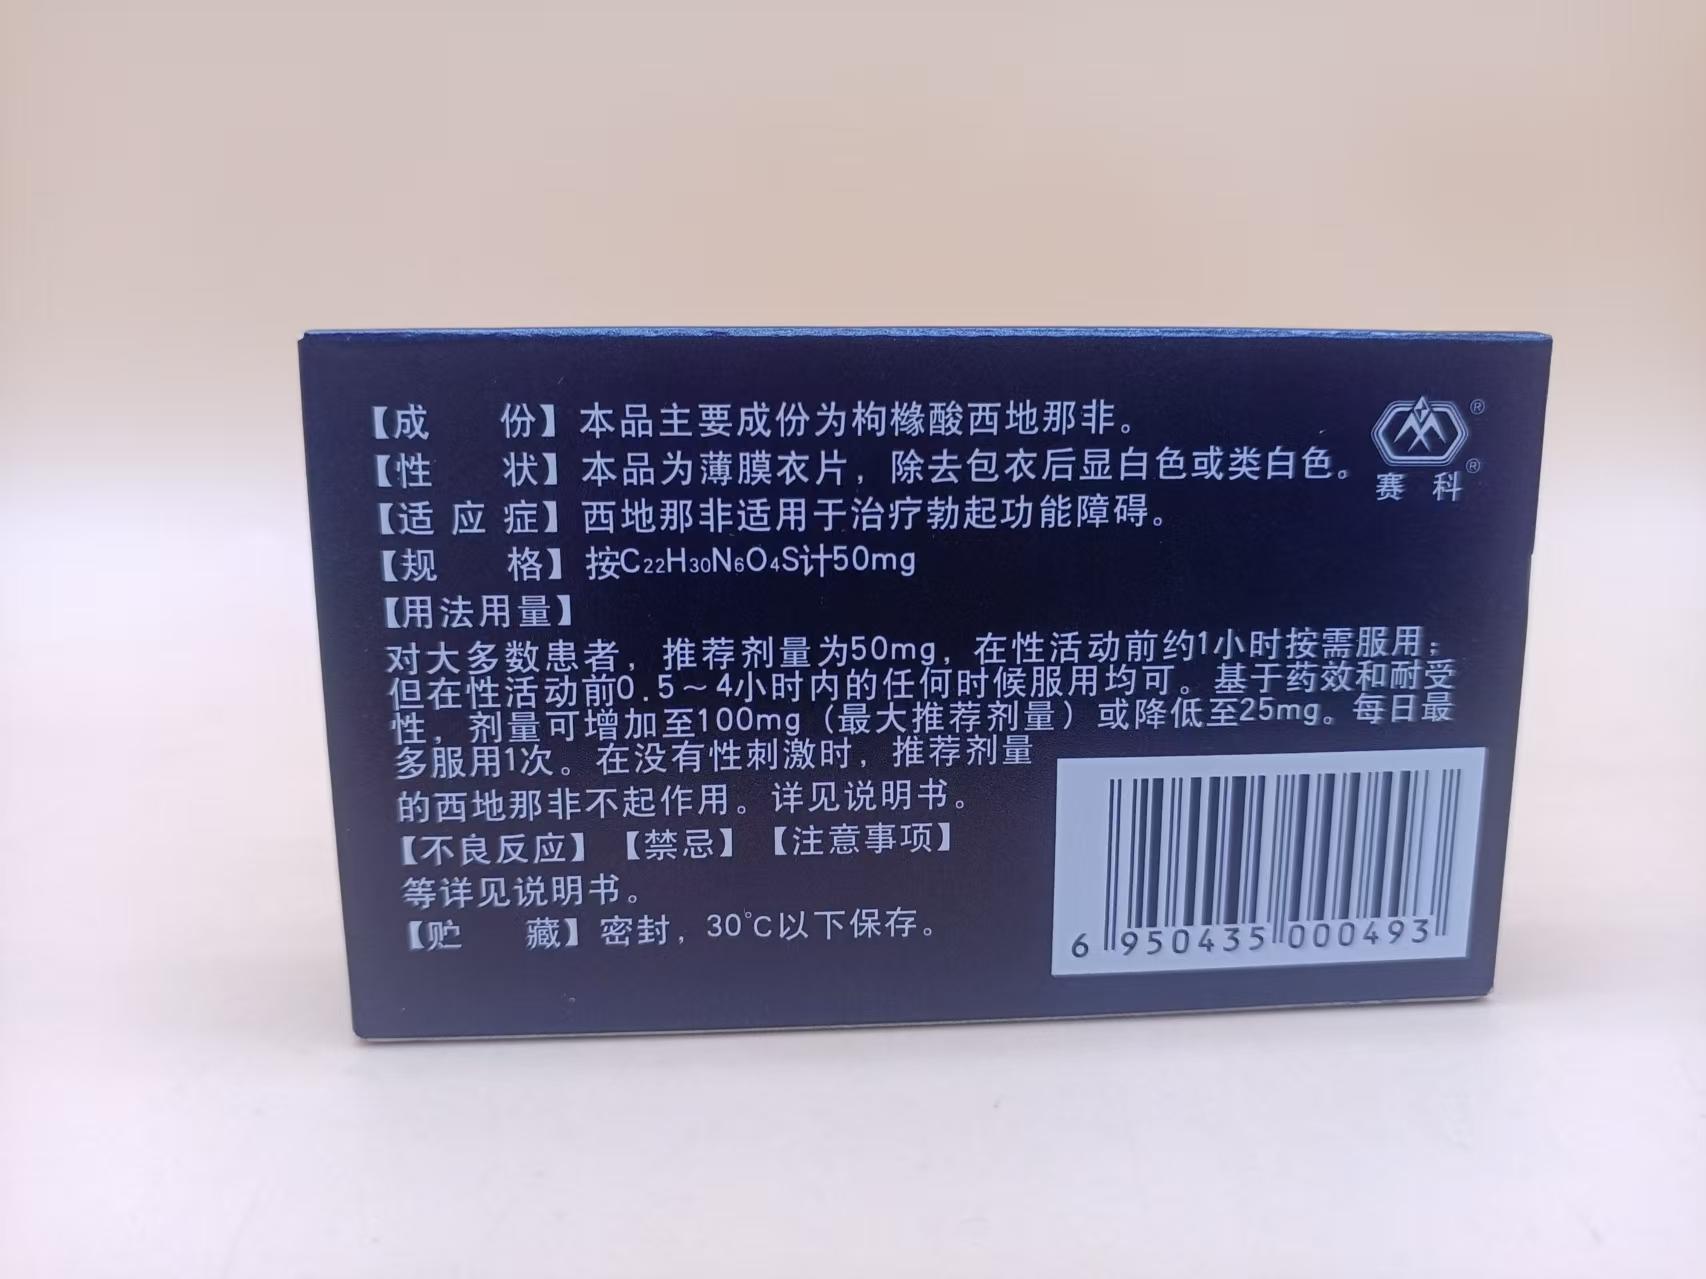 【成 份】本品主要成份为枸橼酸西地那非。
【性 状】本品为薄膜衣片，除去包衣后显白色或类白色。
【适应症】西地那非适用于治疗勃起功能障碍。
【规 格】按C₂₂H₃₀N₆O₄S计50mg
【用法用量】
对大多数患者，推荐剂量为50mg，在性活动前约1小时按需服用；
但在性活动前0.5～4小时内的任何时候服用均可。基于药效和耐受
性，剂量可增加至100mg（最大推荐剂量）或降低至25mg。每日最
多服用1次。在没有性刺激时，推荐剂量
的西地那非不起作用。详见说明书。
【不良反应】【禁忌】【注意事项】
等详见说明书。
【贮 藏】密封，30℃以下保存。
®
赛科®
6 950435 000493